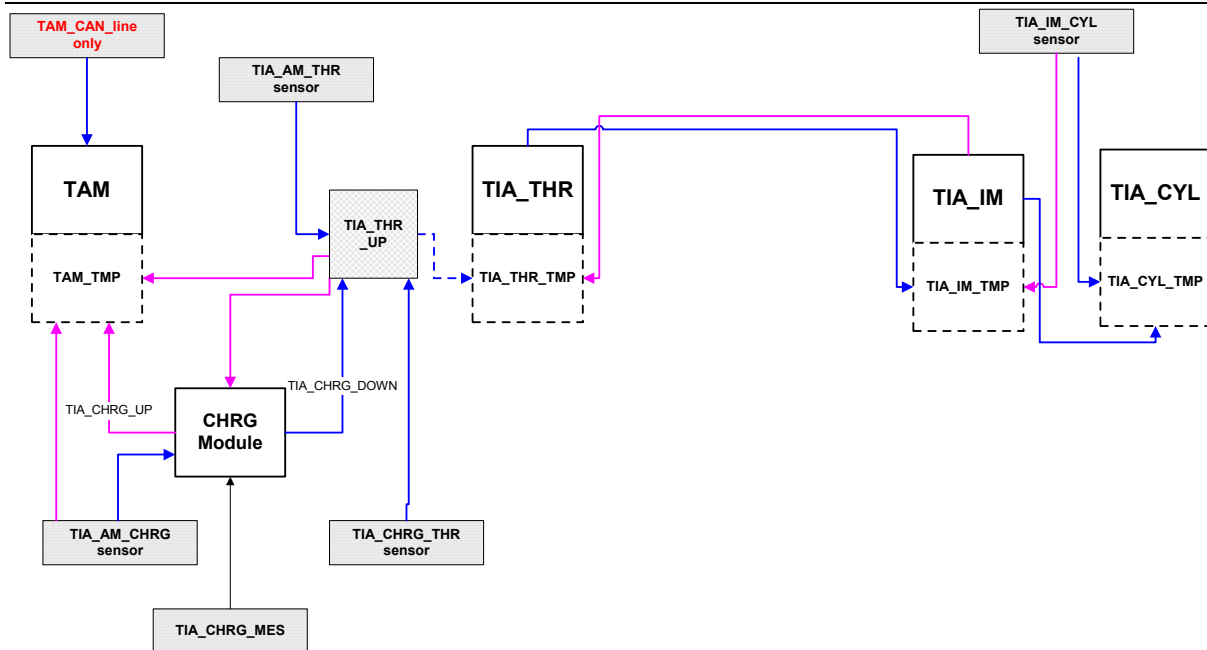 TAM_CAN_line
only
TIA_IM_CYL
sensor
TIA_AM_THR
sensor
TAM
TIA_THR
TIA_IM
TIA_CYL
TIA_THR
_UP
TAM_TMP
TIA_THR_TMP
TIA_IM_TMP
TIA_CYL_TMP
TIA_CHRG_DOWN
TIA_CHRG_UP
CHRG
Module
TIA_AM_CHRG
sensor
TIA_CHRG_THR
sensor
TIA_CHRG_MES